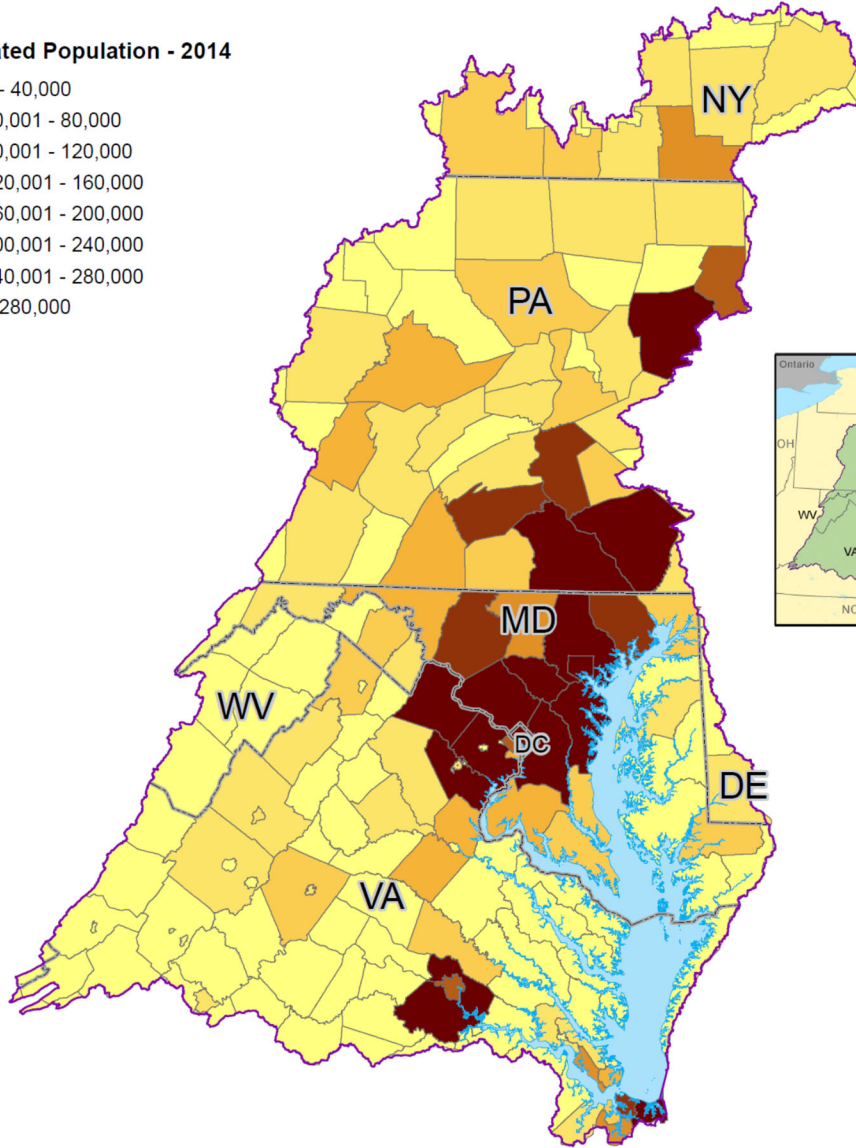 ated Population - 2014
- 40,000
0,001 - 80,000
0,001 - 120,000
20,001 - 160,000
60,001 - 200,000
00,001 - 240,000
40,001 - 280,000
280,000
NY
PA
Ontario
OH
WV
VA
NC
MD
WV
DC
DE
VA